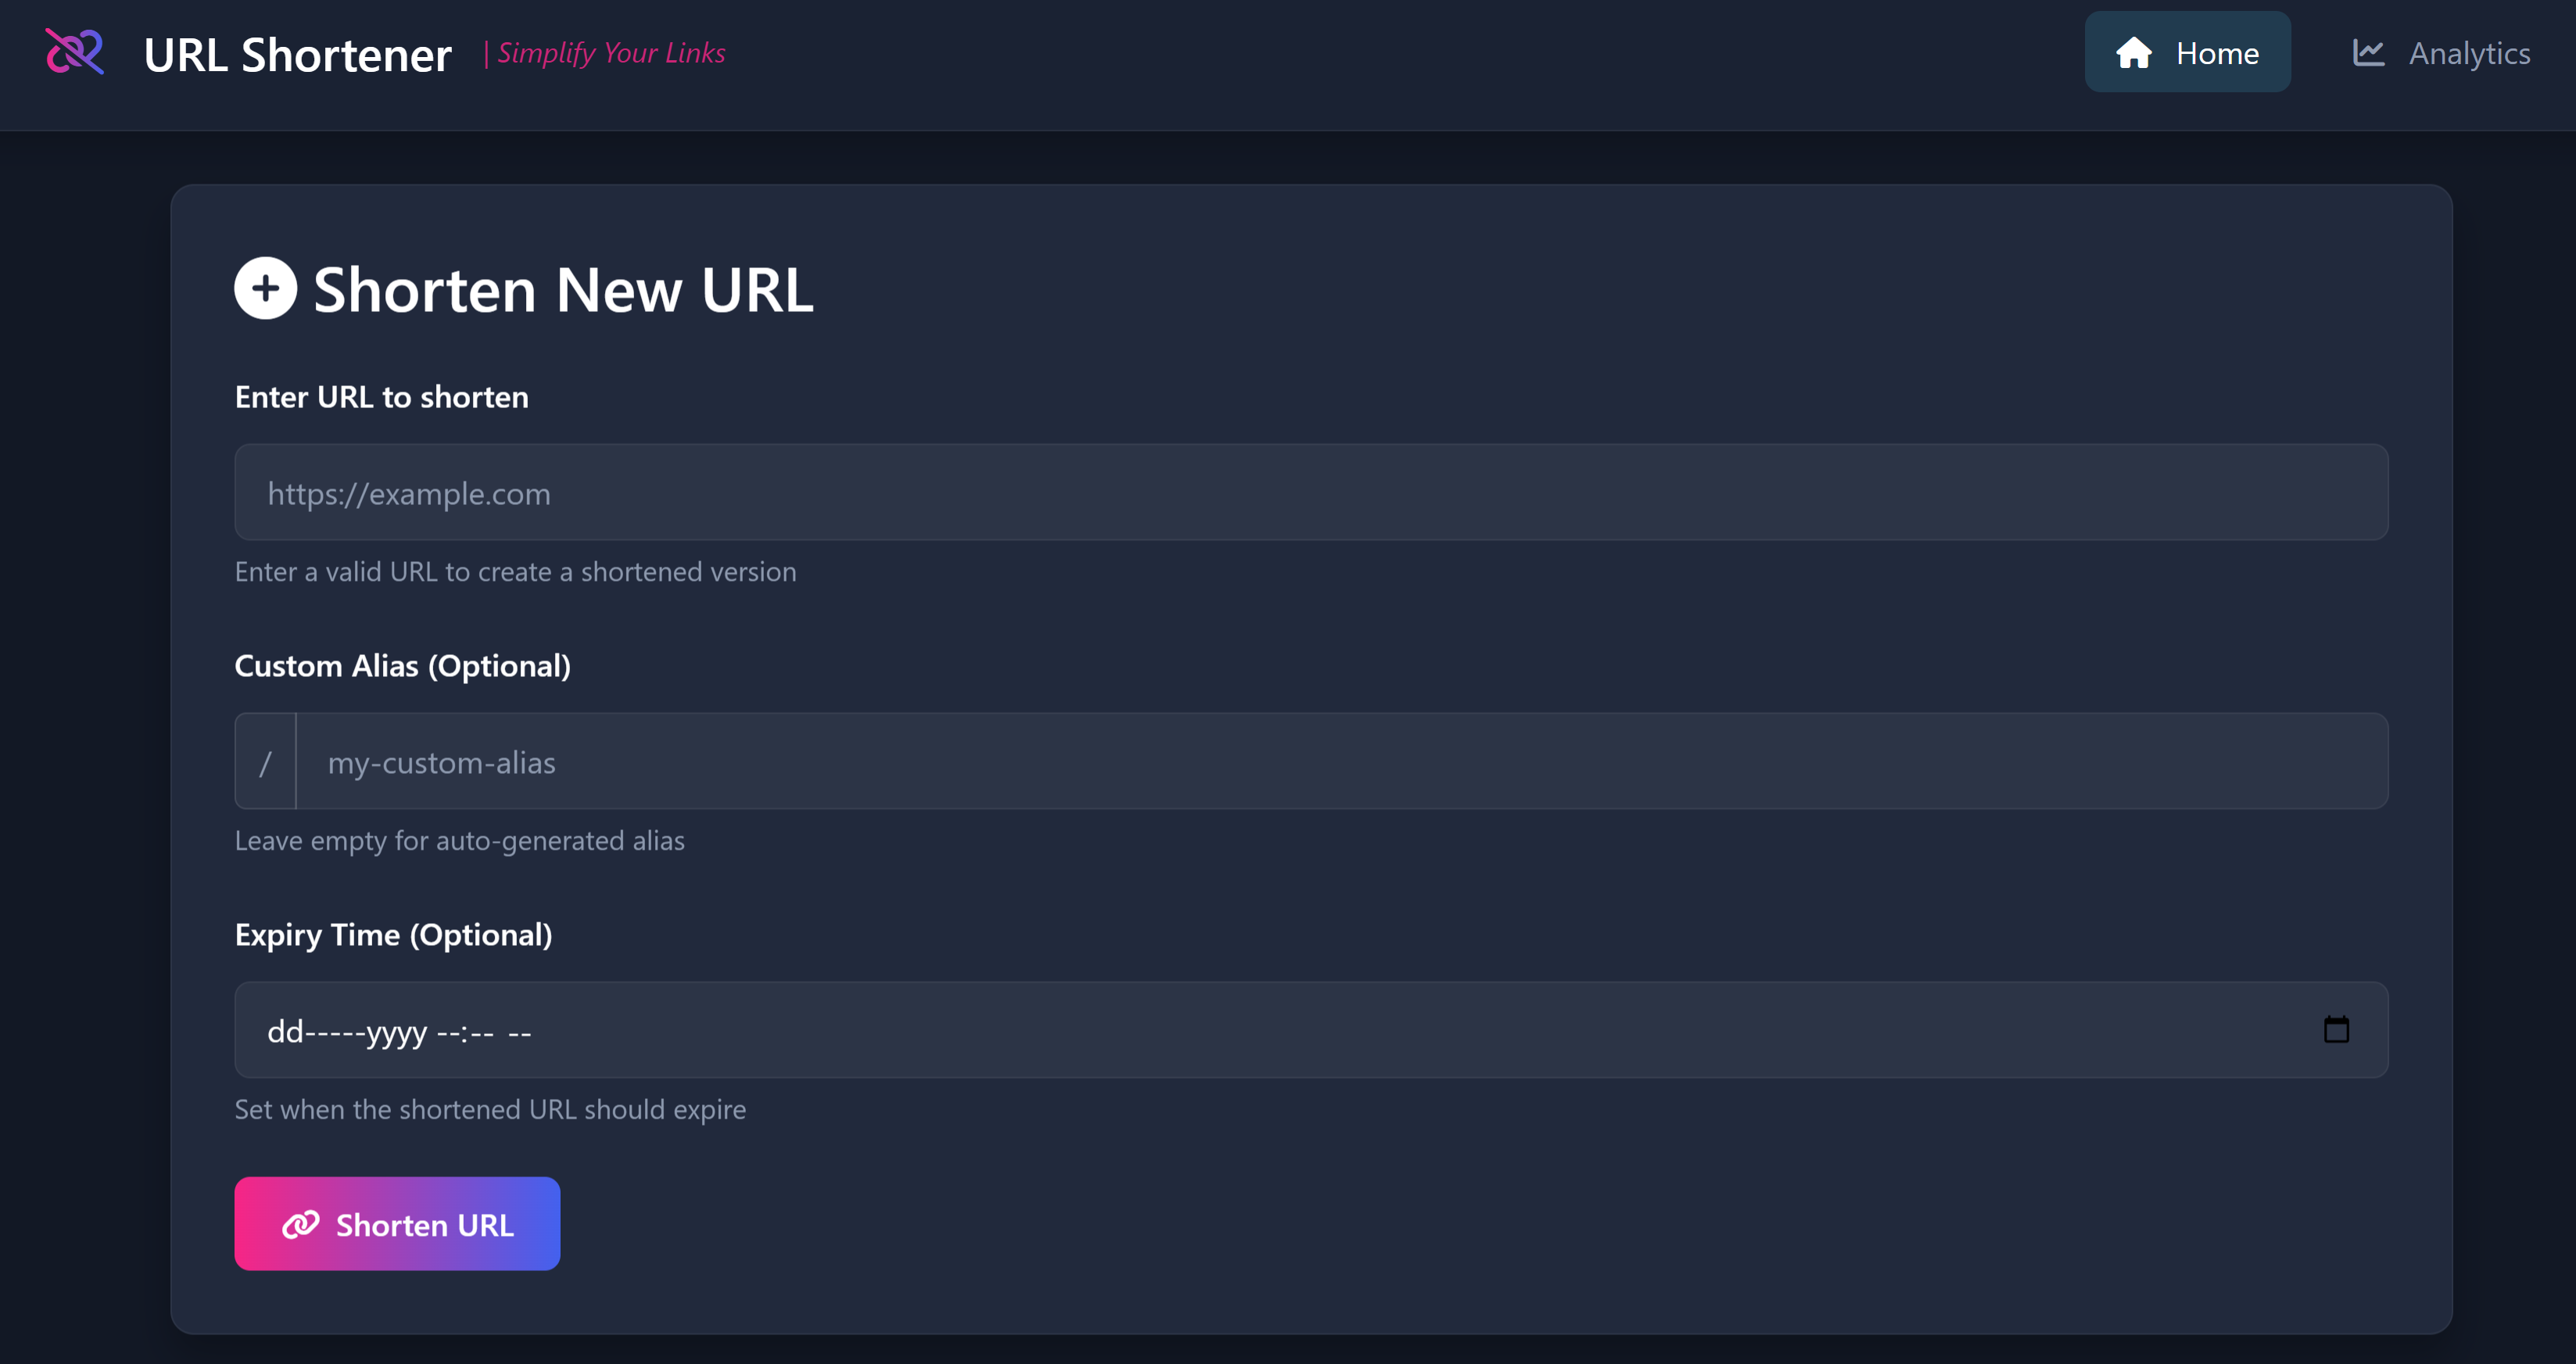 URL Shortener | Simplify Your Links Home Analytics
Shorten New URL
Enter URL to shorten
https://example.com
Enter a valid URL to create a shortened version
Custom Alias (Optional)
/ my-custom-alias
Leave empty for auto-generated alias
Expiry Time (Optional)
dd-----yyyy --:-- --
Set when the shortened URL should expire
Shorten URL